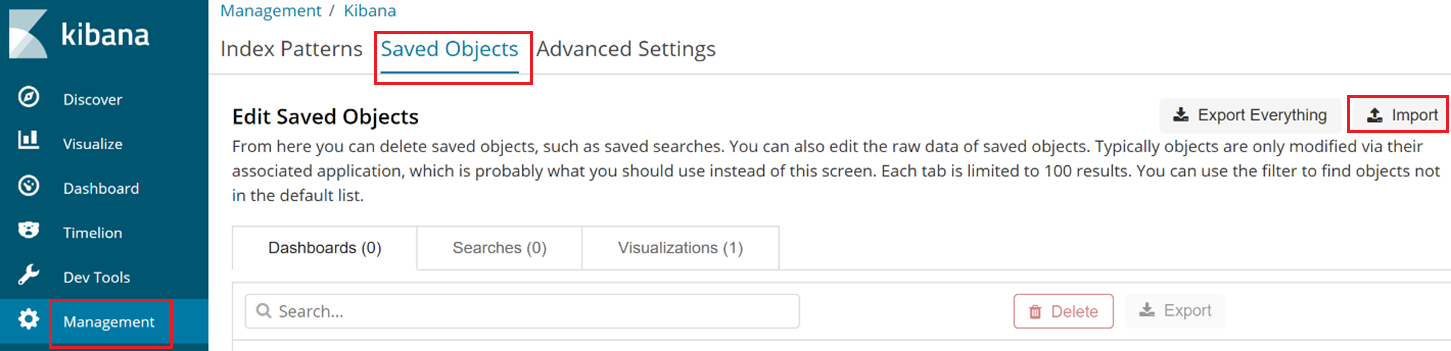 kibana
Discover
Visualize
Dashboard
Timelion
Dev Tools
Management
Management / Kibana
Index Patterns Saved Objects Advanced Settings
Edit Saved Objects
Export Everything Import
From here you can delete saved objects, such as saved searches. You can also edit the raw data of saved objects. Typically objects are only modified via their
associated application, which is probably what you should use instead of this screen. Each tab is limited to 100 results. You can use the filter to find objects not
in the default list.
Dashboards (0) Searches (0) Visualizations (1)
Search... Delete Export